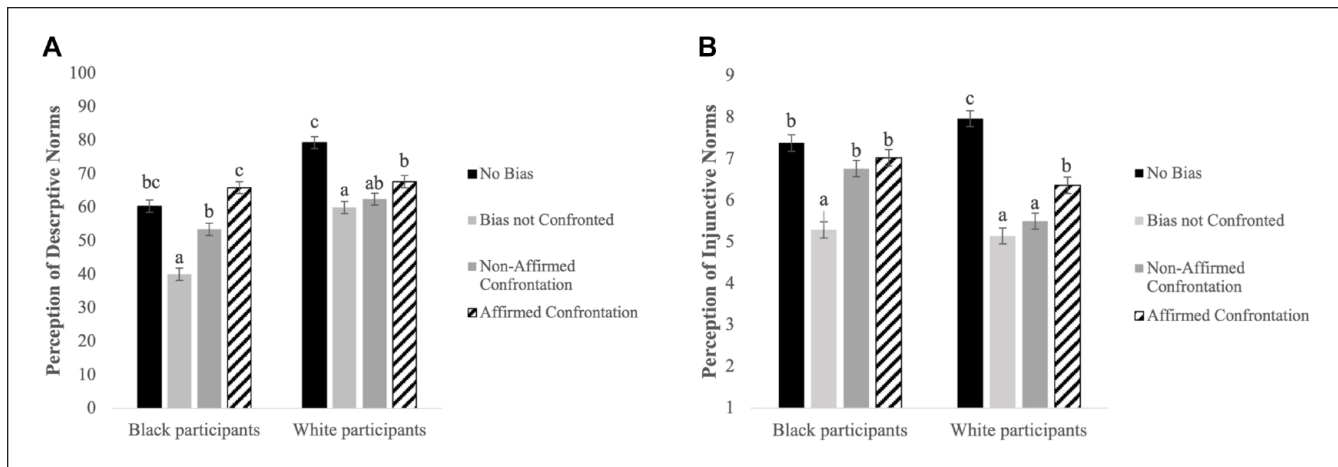 A
Perception of Descrptive Norms
100
90
80
70
60
50
40
30
20
10
0
bc
a
b
c
c
a
ab
b
Black participants
White participants
No Bias
Bias not Confronted
Non-Affirmed
Confrontation
Affirmed Confrontation
B
Perception of Injunctive Norms
9
8
7
6
5
4
3
2
1
b
a
b
b
c
a
a
b
Black participants
White participants
No Bias
Bias not Confronted
Non-Affirmed
Confrontation
Affirmed Confrontation